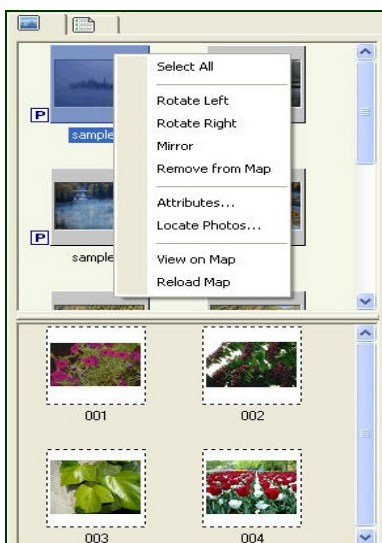 P
sample
Select All
Rotate Left
Rotate Right
Mirror
Remove from Map
Attributes...
Locate Photos...
View on Map
Reload Map
P
sample
001
002
003
004